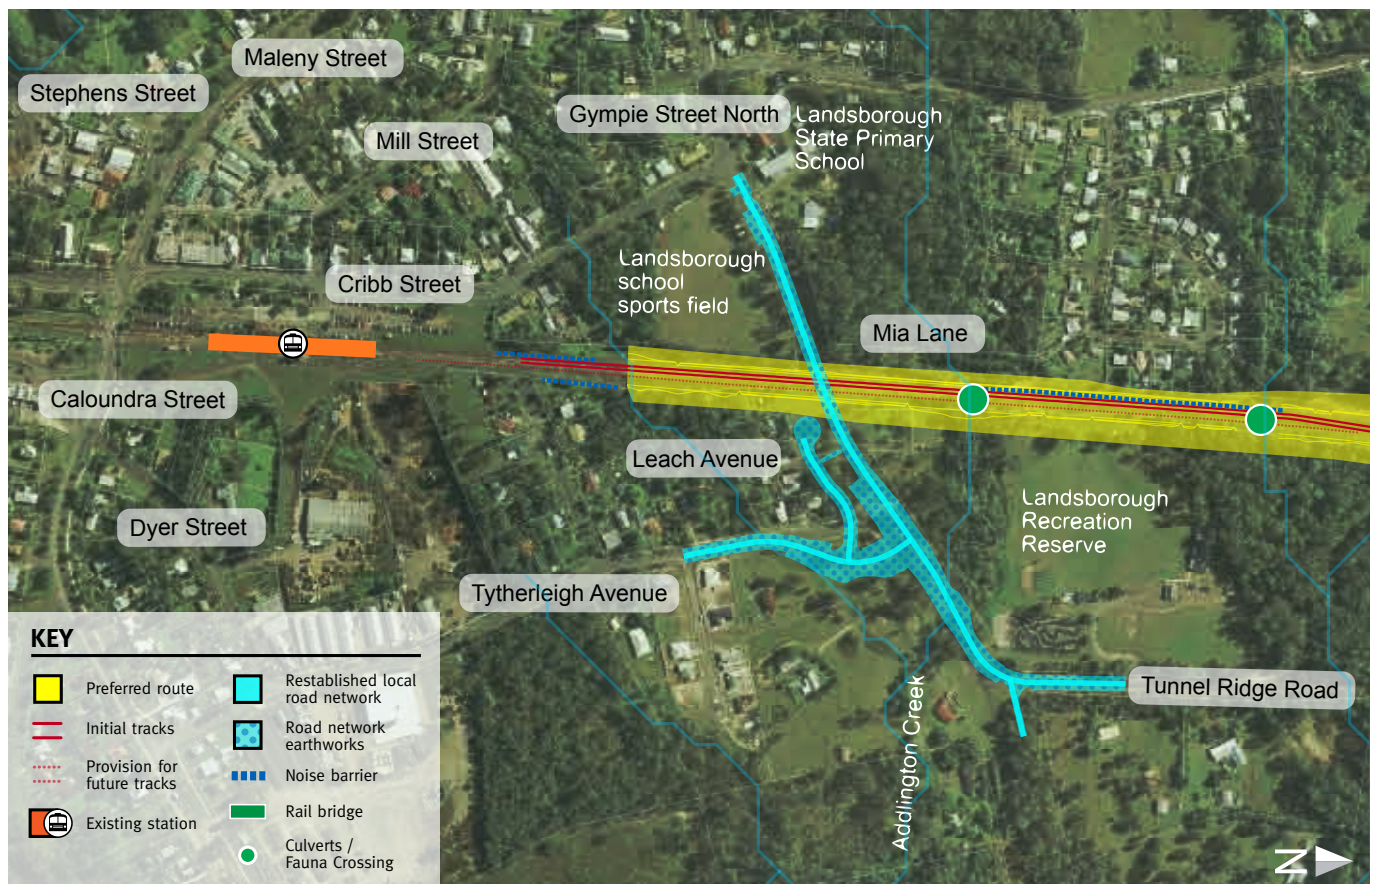 Maleny Street
Stephens Street
Gympie Street North
Landsborough
State Primary
School
Mill Street
Landsborough
school
sports field
Cribb Street
Mia Lane
Caloundra Street
Leach Avenue
Landsborough
Recreation
Reserve
Dyer Street
Tytherleigh Avenue
Tunnel Ridge Road
Addlington Creek
KEY
Preferred route
Initial tracks
Provision for
future tracks
Existing station
Restablished local
road network
Road network
earthworks
Noise barrier
Rail bridge
Culverts /
Fauna Crossing
N